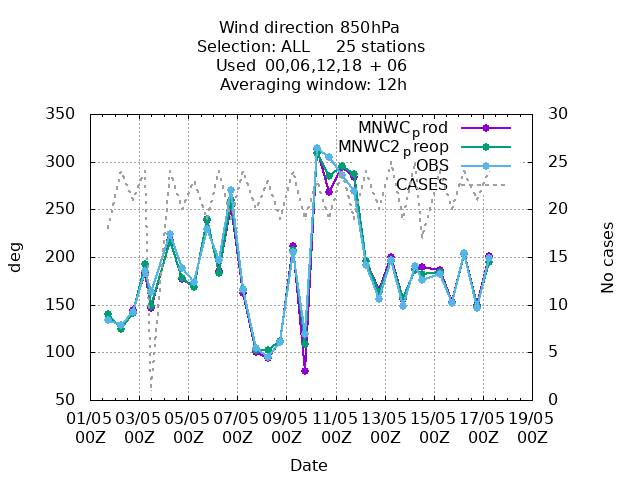 Wind direction 850hPa
Selection: ALL 25 stations
Used 00,06,12,18 + 06
Averaging window: 12h
350
300
250
200
150
100
50
30
25
20
15
10
5
0
MNWCprod
MNWC2preop
OBS
CASES
deg
No cases
01/05 03/05 05/05 07/05 09/05 11/05 13/05 15/05 17/05 19/05
00Z 00Z 00Z 00Z 00Z 00Z 00Z 00Z 00Z 00Z
Date